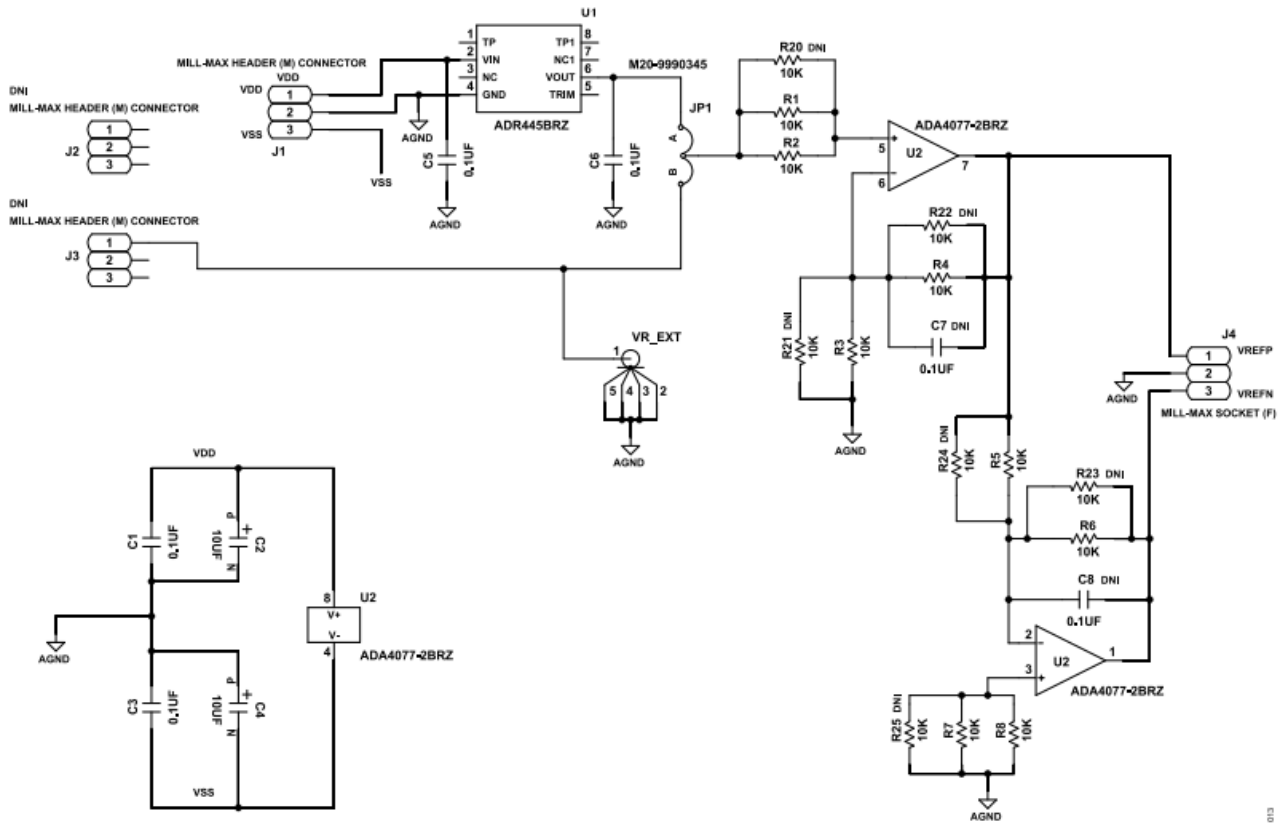 U1
1 TP TP1 8
2 VIN NC1 7
3 NC VOUT 6
4 GND TRIM 5
ADR445BRZ
MILL-MAX HEADER (M) CONNECTOR
VDD
VDD 1
2
VSS 3
J1
VSS
AGND
C5
0.1UF
AGND
C6
0.1UF
AGND
M20-9990345
JP1
A
B
DNI
MILL-MAX HEADER (M) CONNECTOR
1
J2 2
3
DNI
MILL-MAX HEADER (M) CONNECTOR
1
J3 2
3
VR_EXT
1
5 4 3 2
AGND
R20 DNI
10K
R1
10K
R2
10K
ADA4077-2BRZ
5
U2
6
7
R22 DNI
10K
R4
10K
C7 DNI
0.1UF
R21 DNI
10K
R3
10K
AGND
J4
1 VREFP
2
AGND
3 VREFN
MILL-MAX SOCKET (F)
R24 DNI
10K
R5
10K
R23 DNI
10K
R6
10K
C8 DNI
0.1UF
2
U2
3
1
ADA4077-2BRZ
R25 DNI
10K
R7
10K
R8
10K
AGND
VDD
C1
0.1UF
P
10UF
C2
N
8
U2
V+
V-
4
ADA4077-2BRZ
AGND
C3
0.1UF
P
10UF
C4
N
VSS
013